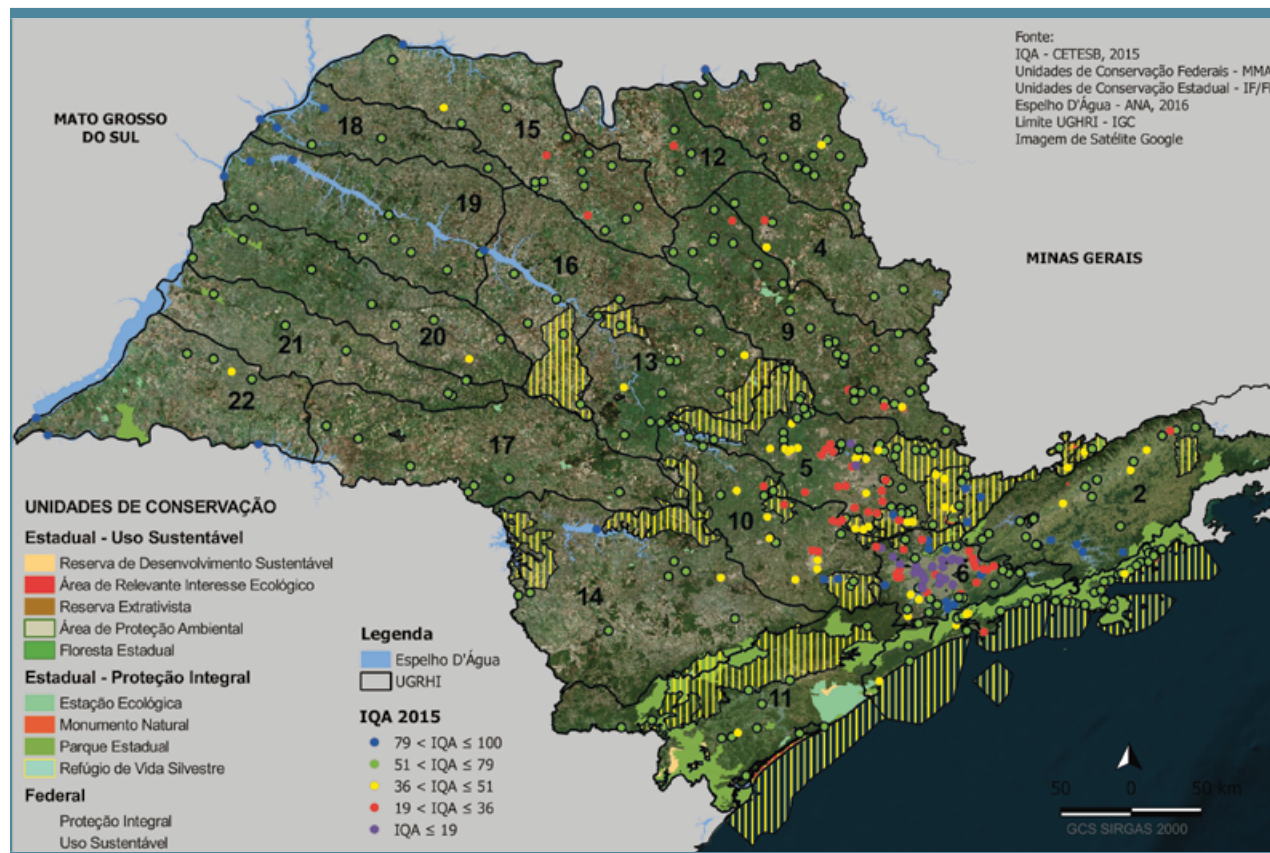 Fonte:
IQA - CETESB, 2015
Unidades de Conservação Federais - MMA
Unidades de Conservação Estadual - IF/F
Espelho D'Água - ANA, 2016
Limite UGHRI - IGC
Imagem de Satélite Google
MATO GROSSO
DO SUL
MINAS GERAIS
18
15
8
12
19
4
16
9
20
21
13
22
17
5
2
10
6
3
14
11
UNIDADES DE CONSERVAÇÃO
Estadual - Uso Sustentável
Reserva de Desenvolvimento Sustentável
Área de Relevante Interesse Ecológico
Reserva Extrativista
Área de Proteção Ambiental
Floresta Estadual
Estadual - Proteção Integral
Estação Ecológica
Monumento Natural
Parque Estadual
Refúgio de Vida Silvestre
Federal
Proteção Integral
Uso Sustentável
Legenda
Espelho D'Água
UGRHI
IQA 2015
79 < IQA ≤ 100
51 < IQA ≤ 79
36 < IQA ≤ 51
19 < IQA ≤ 36
IQA ≤ 19
50 0 50 km
GCS SIRGAS 2000